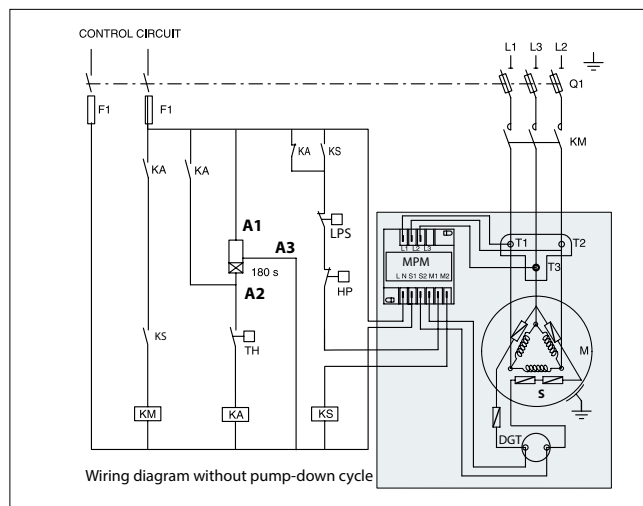 CONTROL CIRCUIT
L1 L3 L2
Q1
F1 F1
KM
KA KA KA KS
A1
A3
LPS
180 s
A2
HP
KS
TH
KM KA KS
L1 L2 L3
MPM
L N S1 S2 M1 M2
T1 T2
T3
M
S
DGT
Wiring diagram without pump-down cycle